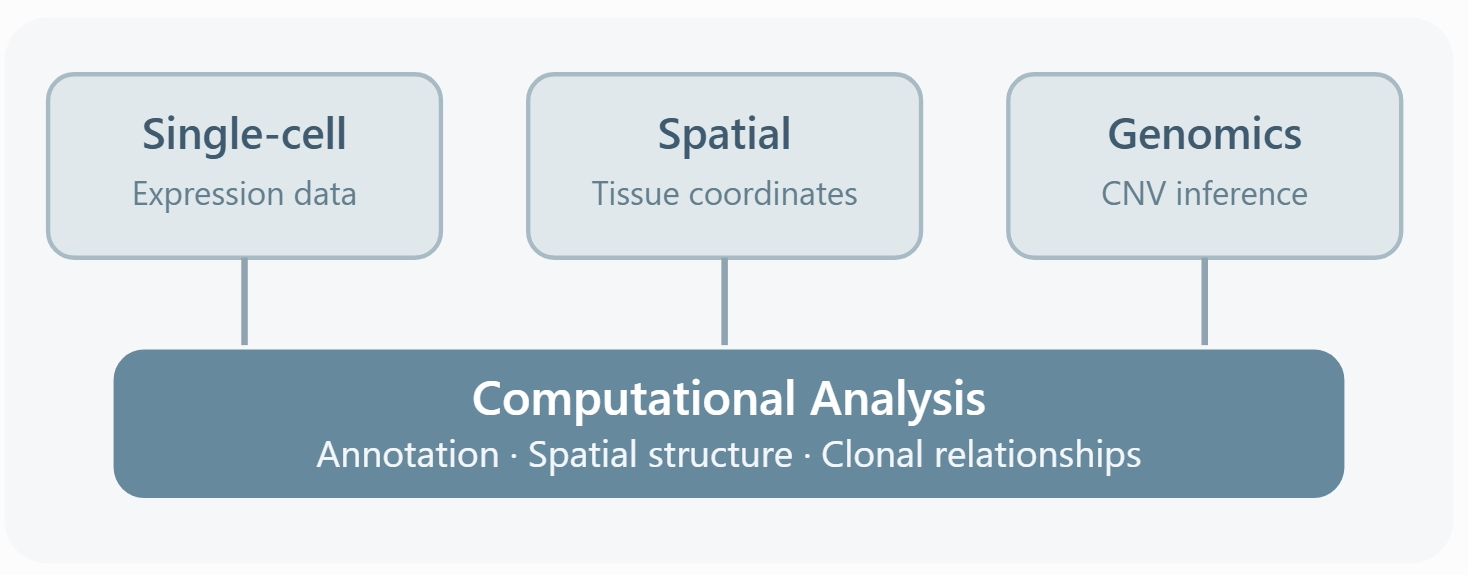 Single-cell
Expression data
Spatial
Tissue coordinates
Genomics
CNV inference
Computational Analysis
Annotation · Spatial structure · Clonal relationships